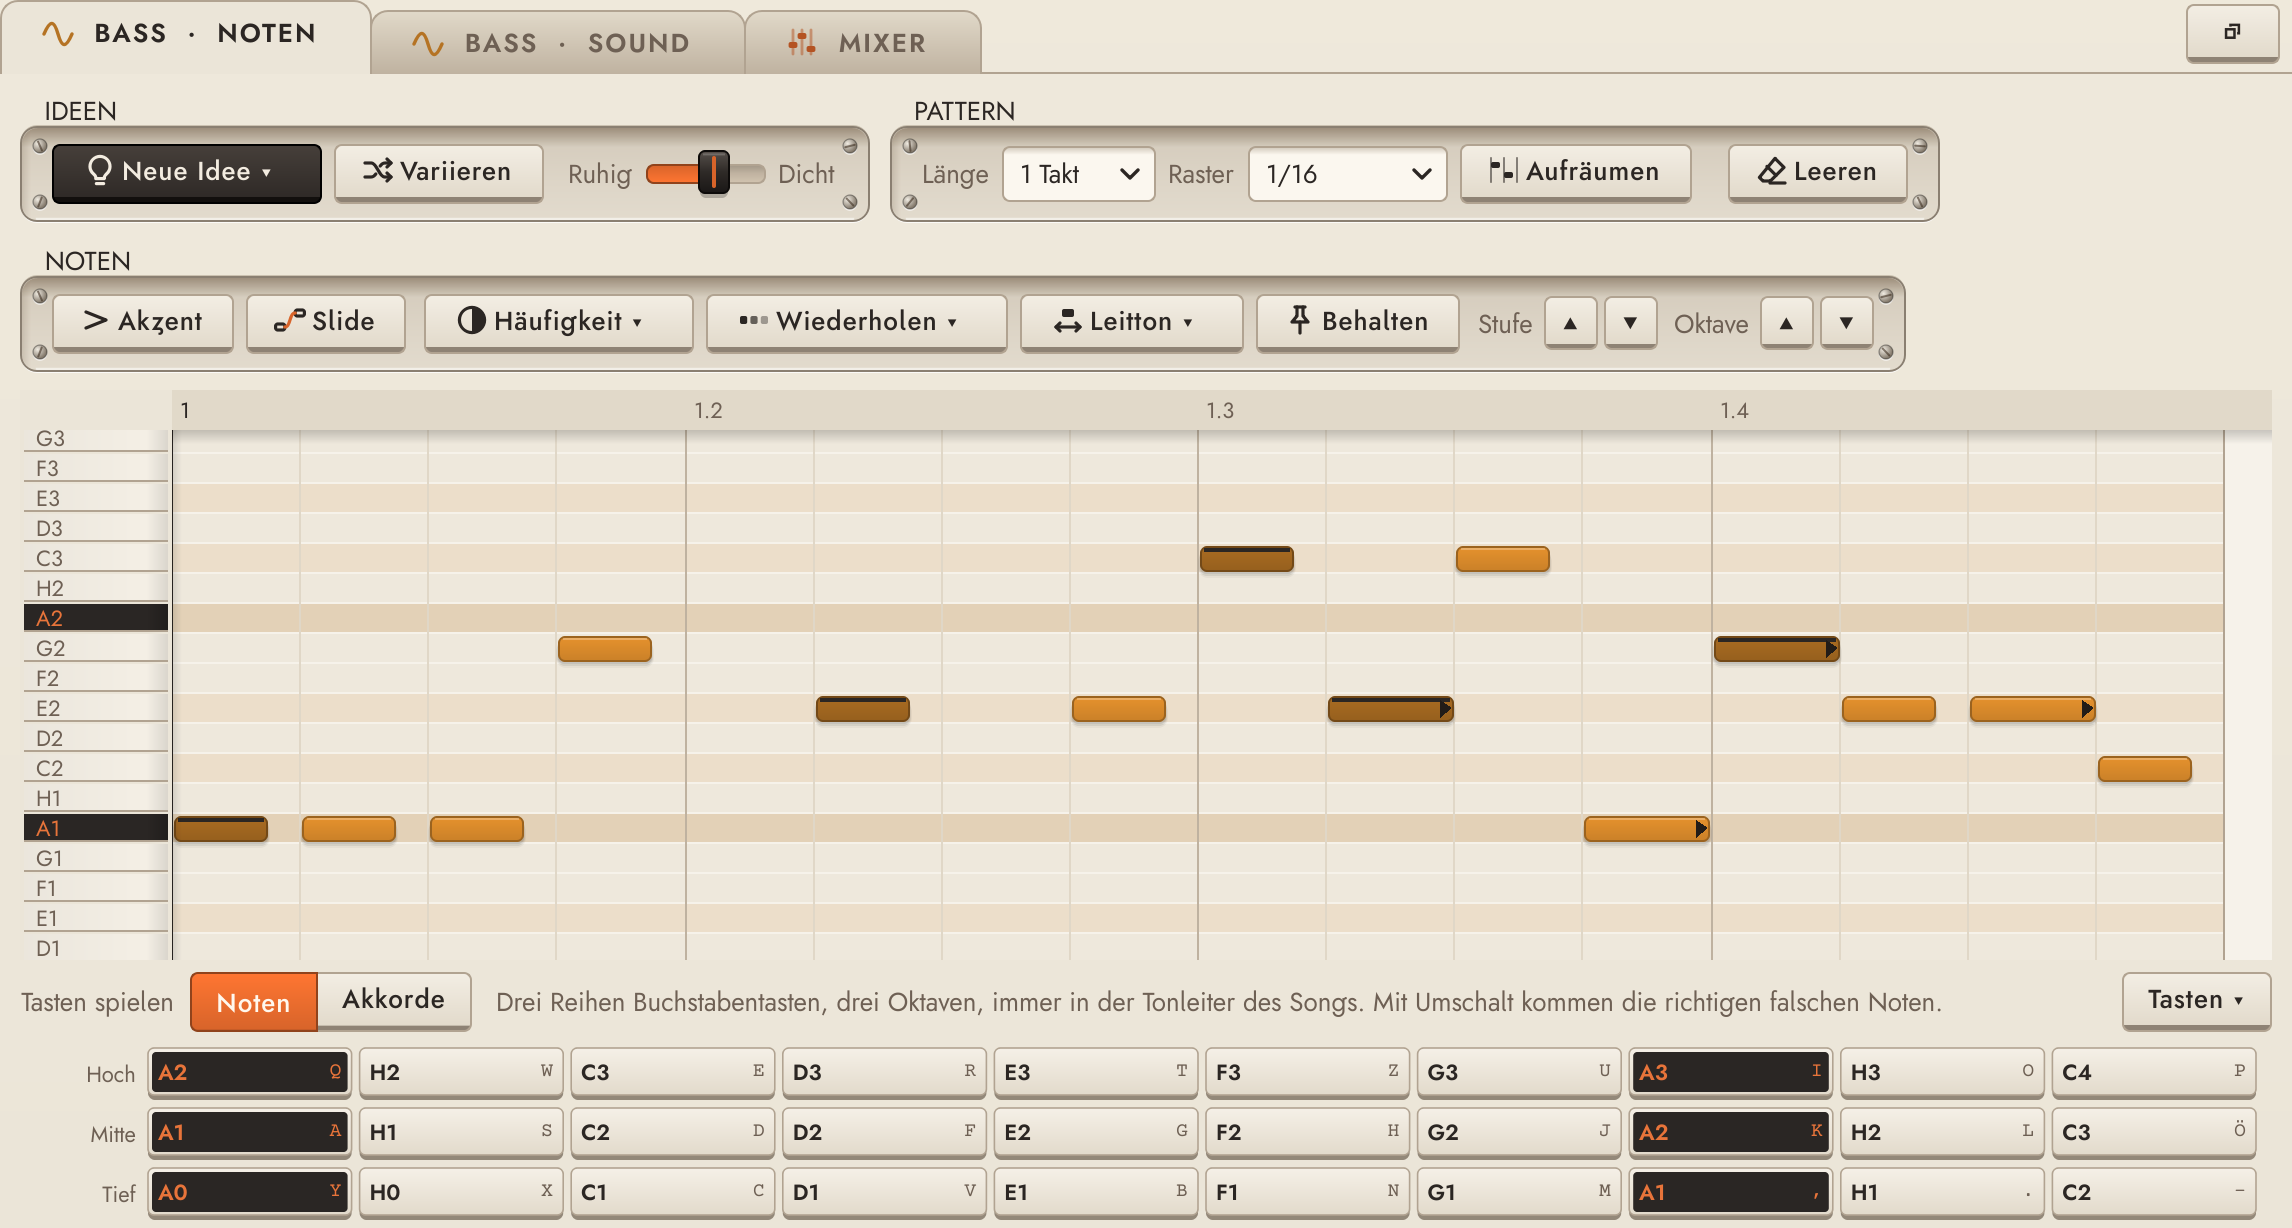 BASS · NOTEN
BASS · SOUND
MIXER
IDEEN
PATTERN
Neue Idee ▾
Variieren
Ruhig
Dicht
Länge
1 Takt
Raster
1/16
Aufräumen
Leeren
NOTEN
Akzent
Slide
Häufigkeit ▾
Wiederholen ▾
Leitton ▾
Behalten
Stufe ▲ ▼
Oktave ▲ ▼
1 1.2 1.3 1.4
G3
F3
E3
D3
C3
H2
A2
G2
F2
E2
D2
C2
H1
A1
G1
F1
E1
D1
Tasten spielen
Noten
Akkorde
Drei Reihen Buchstabentasten, drei Oktaven, immer in der Tonleiter des Songs. Mit Umschalt kommen die richtigen falschen Noten.
Tasten ▾
Hoch A2 Q H2 W C3 E D3 R E3 T F3 Z G3 U A3 I H3 O C4 P
Mitte A1 A H1 S C2 D D2 F E2 G F2 H G2 J A2 K H2 L C3 Ö
Tief A0 Y H0 X C1 C D1 V E1 B F1 N G1 M A1 , H1 . C2 -